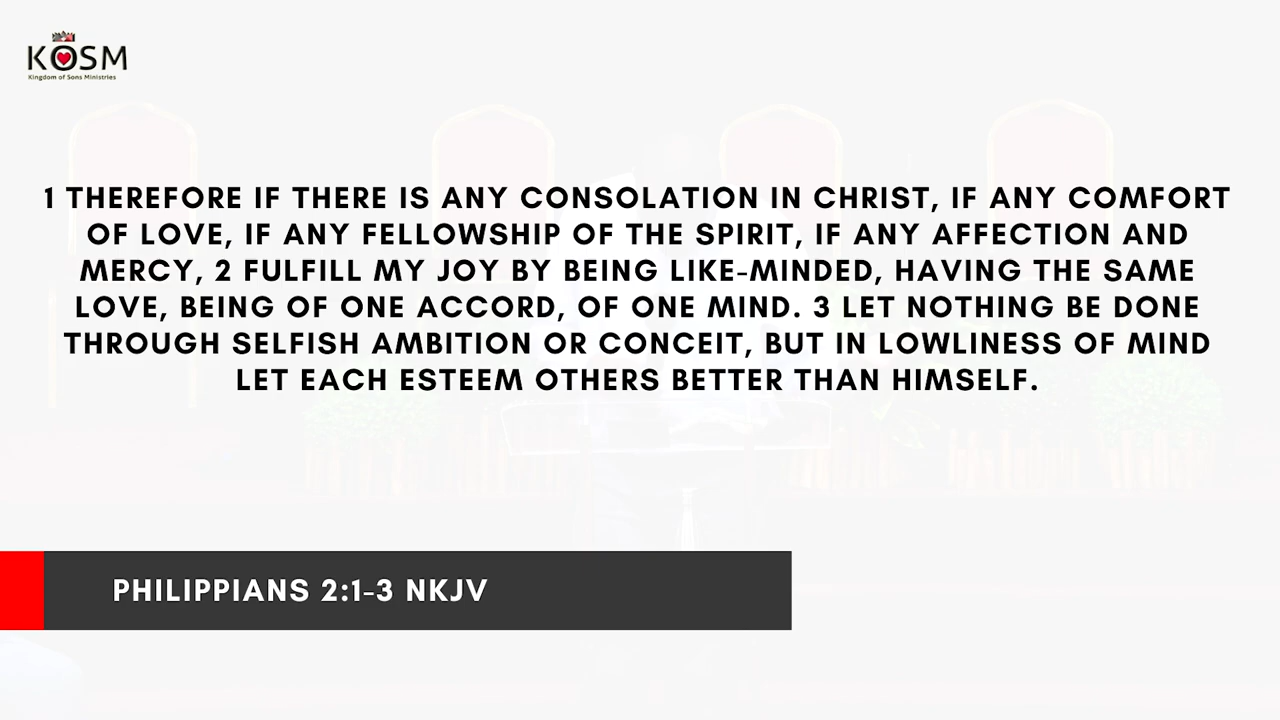 KOSM
Kingdom of Sons Ministries
1 THEREFORE IF THERE IS ANY CONSOLATION IN CHRIST, IF ANY COMFORT
OF LOVE, IF ANY FELLOWSHIP OF THE SPIRIT, IF ANY AFFECTION AND
MERCY, 2 FULFILL MY JOY BY BEING LIKE-MINDED, HAVING THE SAME
LOVE, BEING OF ONE ACCORD, OF ONE MIND. 3 LET NOTHING BE DONE
THROUGH SELFISH AMBITION OR CONCEIT, BUT IN LOWLINESS OF MIND
LET EACH ESTEEM OTHERS BETTER THAN HIMSELF.
PHILIPPIANS 2:1-3 NKJV